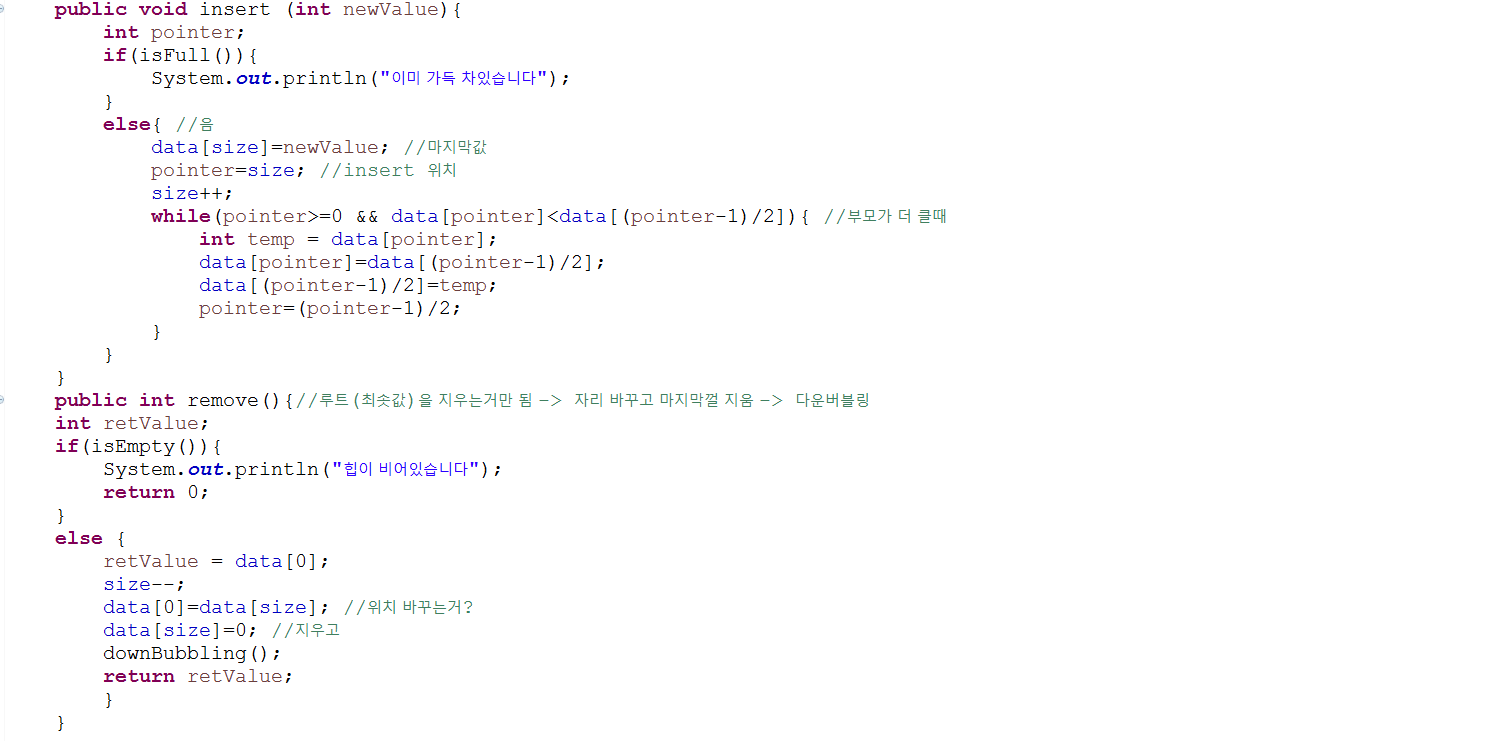 public void insert (int newValue){
int pointer;
if(isFull()){
System.out.println("이미 가득 차있습니다");
}
else{ //음
data[size]=newValue; //마지막값
pointer=size; //insert 위치
size++;
while(pointer>=0 && data[pointer]<data[(pointer-1)/2]){ //부모가 더 클때
int temp = data[pointer];
data[pointer]=data[(pointer-1)/2];
data[(pointer-1)/2]=temp;
pointer=(pointer-1)/2;
}
}
}
public int remove(){//루트(최솟값)을 지우는거만 됨 -> 자리 바꾸고 마지막껄 지움 -> 다운버블링
int retValue;
if(isEmpty()){
System.out.println("힙이 비어있습니다");
return 0;
}
else {
retValue = data[0];
size--;
data[0]=data[size]; //위치 바꾸는거?
data[size]=0; //지우고
downBubbling();
return retValue;
}
}